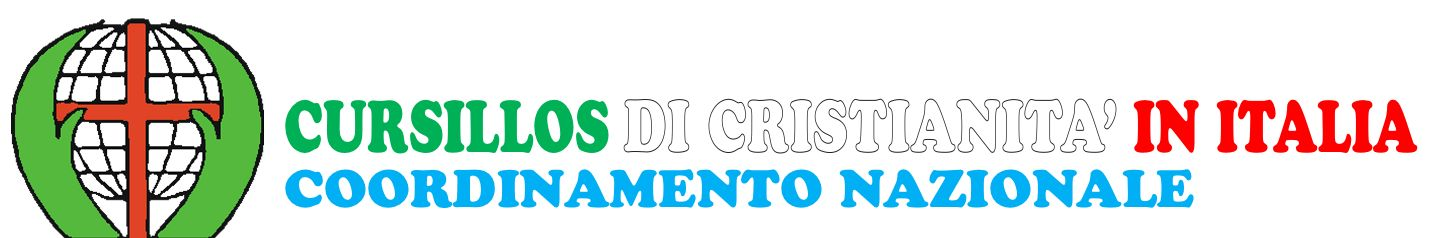 CURSILLOS DI CRISTIANITA' IN ITALIA
COORDINAMENTO NAZIONALE